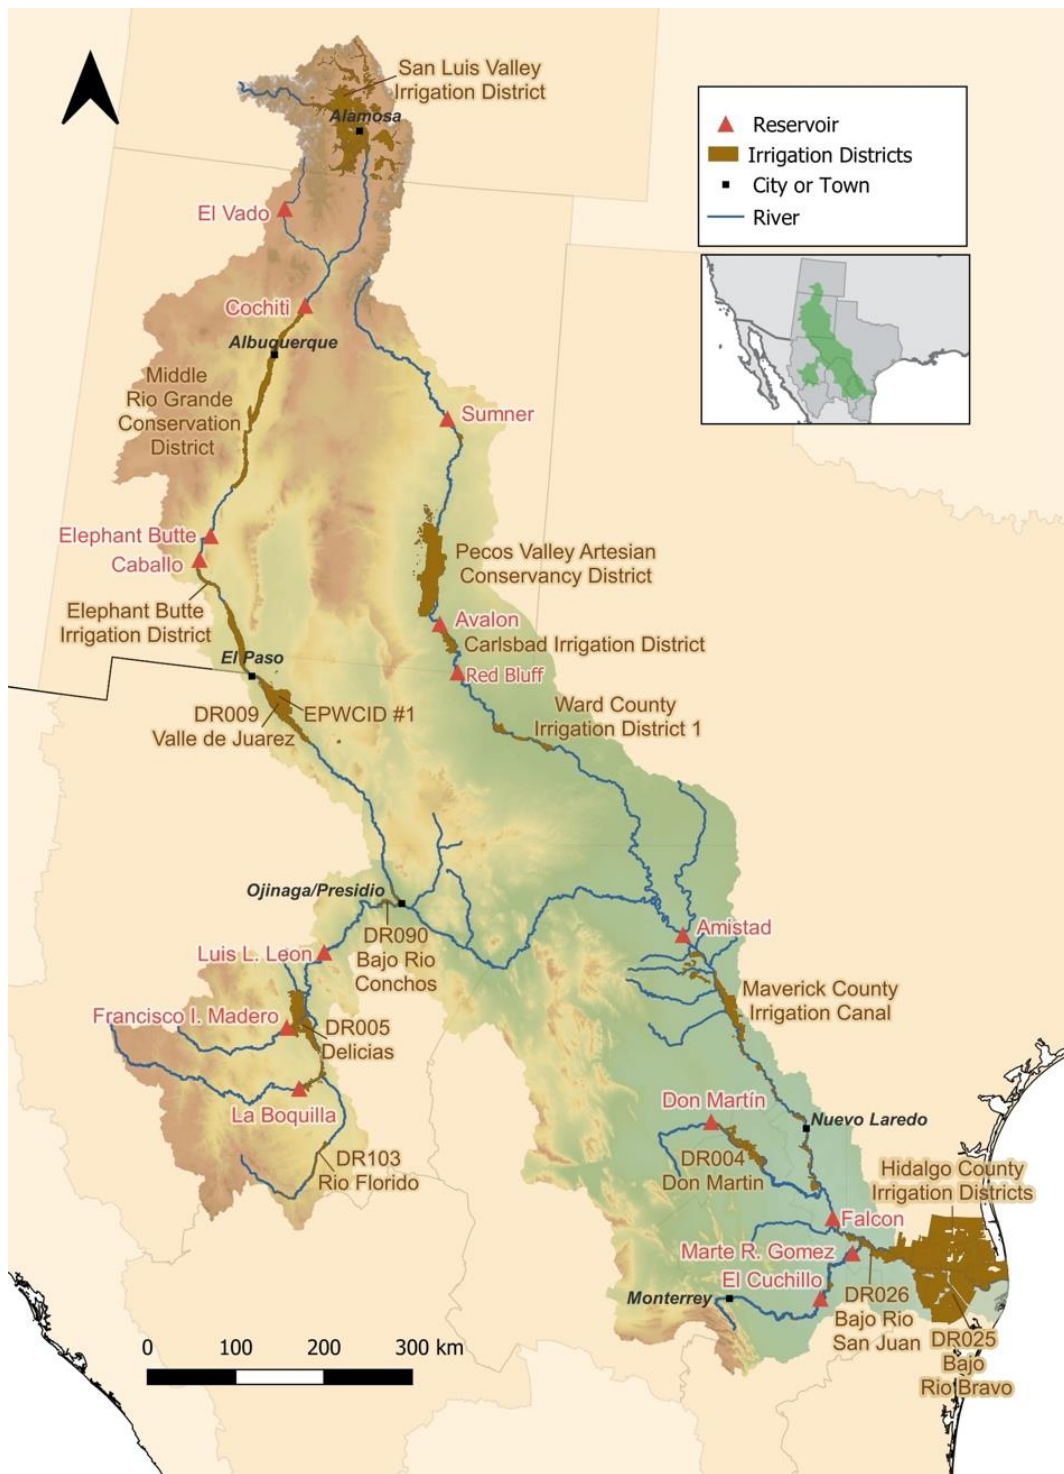 San Luis Valley
Irrigation District
Alamosa
Reservoir
Irrigation Districts
City or Town
River
El Vado
Cochiti
Albuquerque
Middle
Rio Grande
Conservation
District
Sumner
Elephant Butte
Caballo
Pecos Valley Artesian
Conservancy District
Elephant Butte
Irrigation District
Avalon
Carlsbad Irrigation District
El Paso
Red Bluff
DR009
Valle de Juarez
EPWCID #1
Ward County
Irrigation District 1
Ojinaga/Presidio
DR090
Bajo Rio
Conchos
Luis L. Leon
Amistad
Francisco I. Madero
DR005
Delicias
Maverick County
Irrigation Canal
La Boquilla
Don Martín
Nuevo Laredo
DR103
Rio Florido
DR004
Don Martin
Hidalgo County
Irrigation Districts
Falcon
Marte R. Gomez
El Cuchillo
Monterrey
DR026
Bajo Rio
San Juan
DR025
Bajo
Rio Bravo
0 100 200 300 km